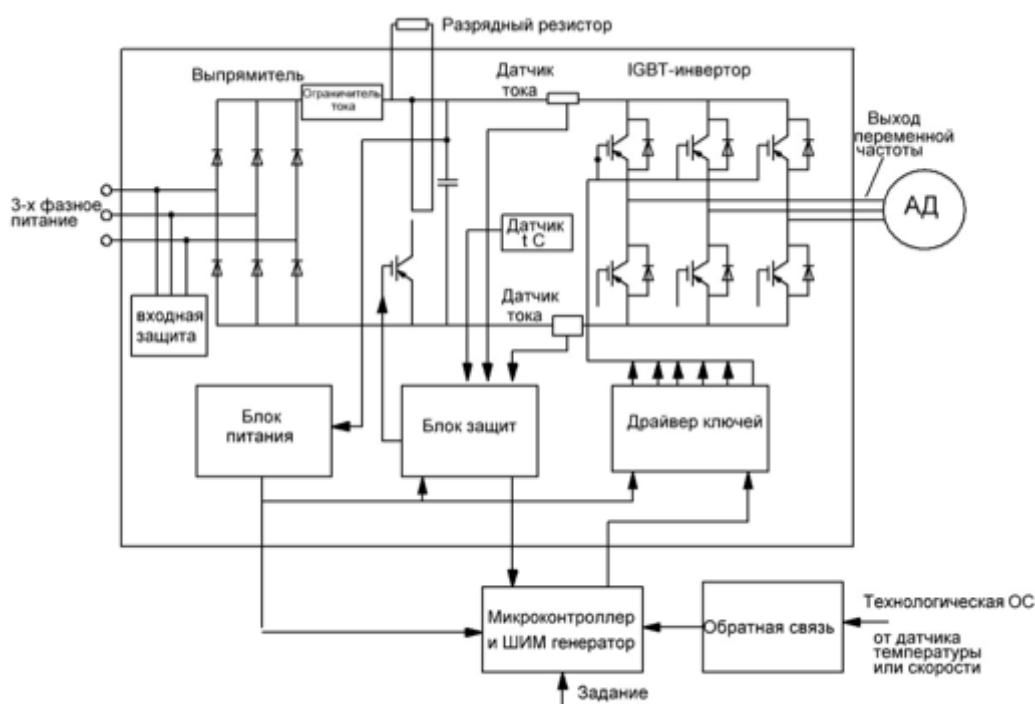 Разрядный резистор
Выпрямитель
Ограничитель
тока
Датчик
тока
IGBT-инвертор
Выход
переменной
частоты
3-х фазное
питание
АД
Датчик
t C
входная
защита
Датчик
тока
Блок
питания
Блок защит
Драйвер ключей
Микроконтроллер
и ШИМ генератор
Обратная связь
Технологическая ОС
от датчика
температуры
или скорости
Задание